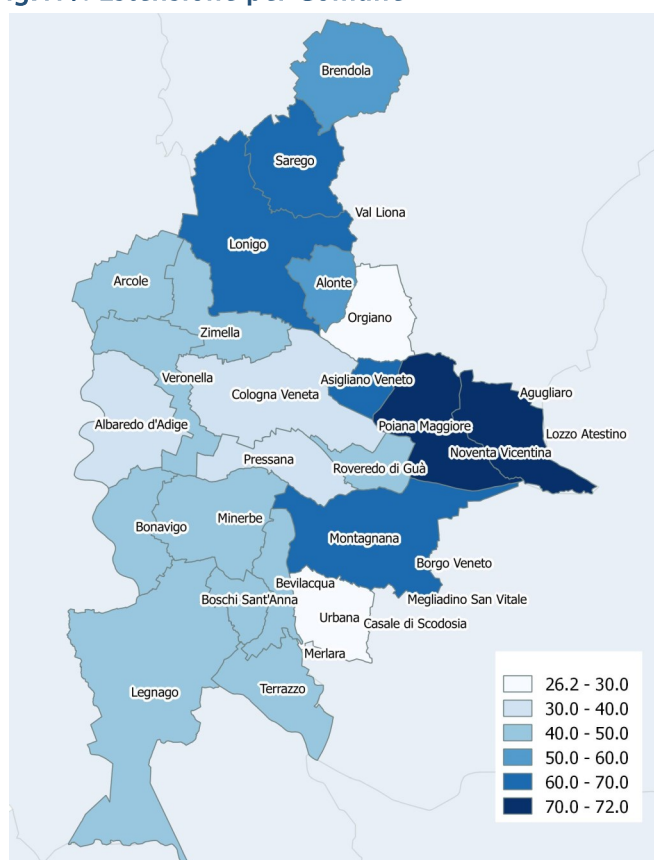 Estensione per Comune
Brendola
Sarego
Val Liona
Lonigo
Arcole
Alonte
Orgiano
Zimella
Veronella
Asigliano Veneto
Cologna Veneta
Agugliaro
Albaredo d'Adige
Poiana Maggiore
Lozzo Atestino
Noventa Vicentina
Pressana
Roveredo di Guà
Minerbe
Bonavigo
Montagnana
Borgo Veneto
Bevilacqua
Boschi Sant'Anna
Megliadino San Vitale
Urbana
Casale di Scodosia
Merlara
Legnago
Terrazzo
26.2 - 30.0
30.0 - 40.0
40.0 - 50.0
50.0 - 60.0
60.0 - 70.0
70.0 - 72.0